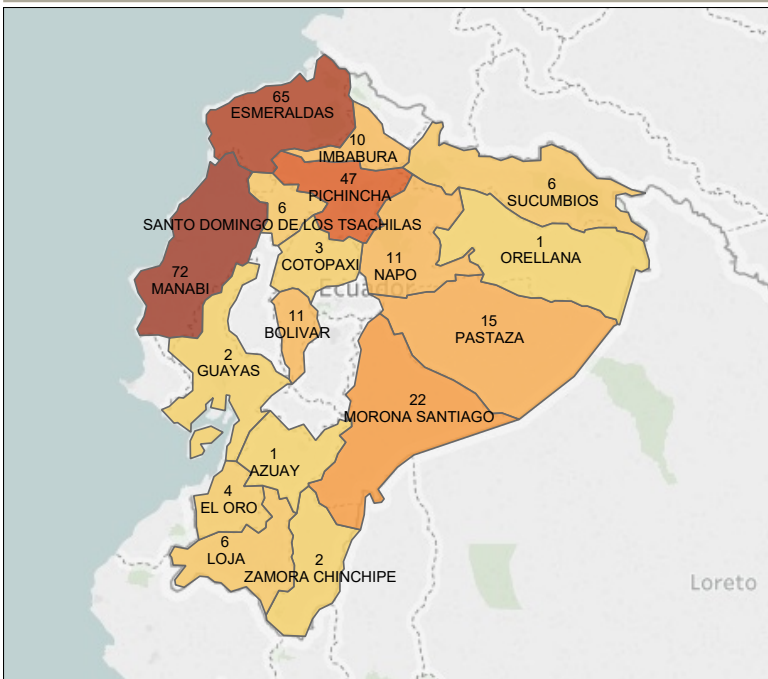 65
ESMERALDAS
10
IMBABURA
47
PICHINCHA
6
SUCUMBIOS
6
SANTO DOMINGO DE LOS TSACHILAS
1
ORELLANA
3
COTOPAXI
11
NAPO
72
MANABI
Ecuador
11
BOLIVAR
15
PASTAZA
2
GUAYAS
22
MORONA SANTIAGO
1
AZUAY
4
EL ORO
6
LOJA
2
ZAMORA CHINCHIPE
Loreto